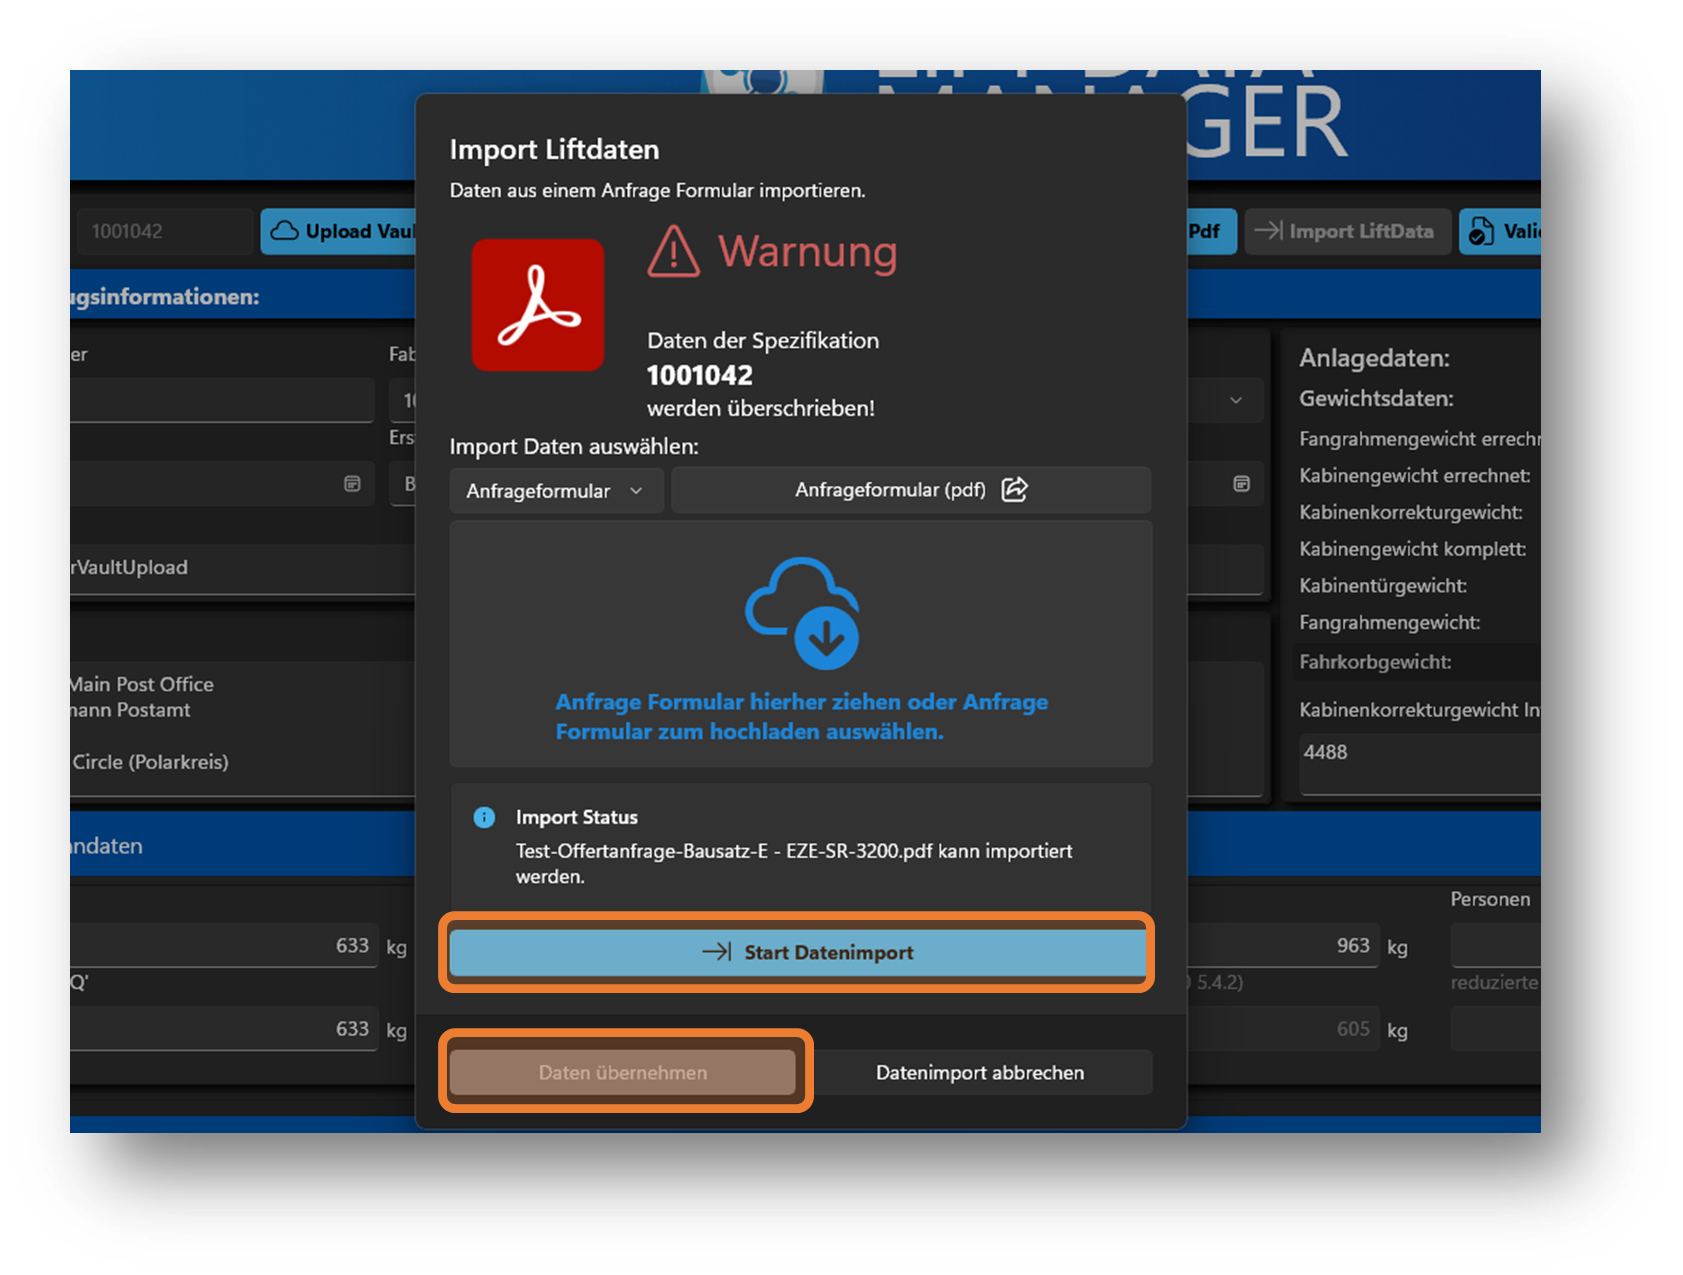 MANAGER
Import Liftdaten
Daten aus einem Anfrage Formular importieren.
1001042
Upload Vaul
Pdf
Import LiftData
Vali
Warnung
ugsinformationen:
Daten der Spezifikation
1001042
werden überschrieben!
er
Fab
Anlagedaten:
Gewichtsdaten:
Ers
Import Daten auswählen:
Fangrahmengewicht errechn
Kabinengewicht errechnet:
B
Anfrageformular
Anfrageformular (pdf)
Kabinenkorrekturgewicht:
Kabinengewicht komplett:
rVaultUpload
Kabinentürgewicht:
Fangrahmengewicht:
Fahrkorbgewicht:
Main Post Office
mann Postamt
Anfrage Formular hierher ziehen oder Anfrage
Formular zum hochladen auswählen.
Kabinenkorrekturgewicht In
4488
Circle (Polarkreis)
Import Status
Test-Offertanfrage-Bausatz-E - EZE-SR-3200.pdf kann importiert
werden.
ndaten
Personen
633 kg
Start Datenimport
963 kg
Q'
5.4.2)
reduzierte
633 kg
605 kg
Daten übernehmen
Datenimport abbrechen